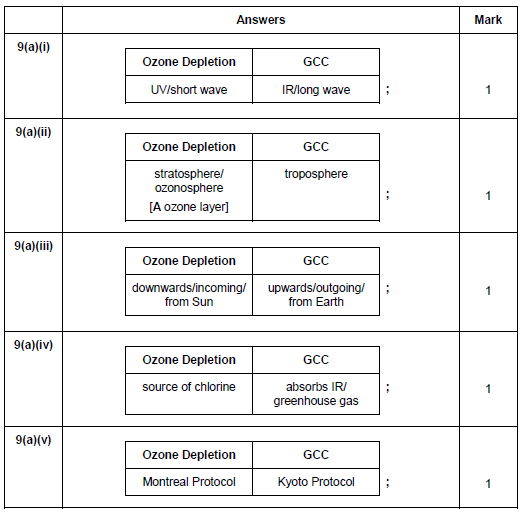 Answers Mark
9(a)(i)
Ozone Depletion GCC
UV/short wave IR/long wave ; 1
9(a)(ii)
Ozone Depletion GCC
stratosphere/ troposphere
ozonosphere
[A ozone layer] ; 1
9(a)(iii)
Ozone Depletion GCC
downwards/incoming/ upwards/outgoing/ ; 1
from Sun from Earth
9(a)(iv)
Ozone Depletion GCC
source of chlorine absorbs IR/ ; 1
greenhouse gas
9(a)(v)
Ozone Depletion GCC
Montreal Protocol Kyoto Protocol ; 1